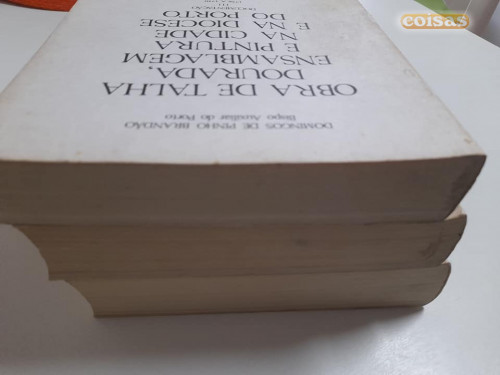 coisas
DOMINGOS DE PINHO BRANDÃO
Bispo Auxiliar do Porto
OBRA DE TALHA
DOURADA,
ENSAMBLAGEM
E PINTURA
NA CIDADE
E NA DIOCESE
DO PORTO
DOCUMENTAÇÃO